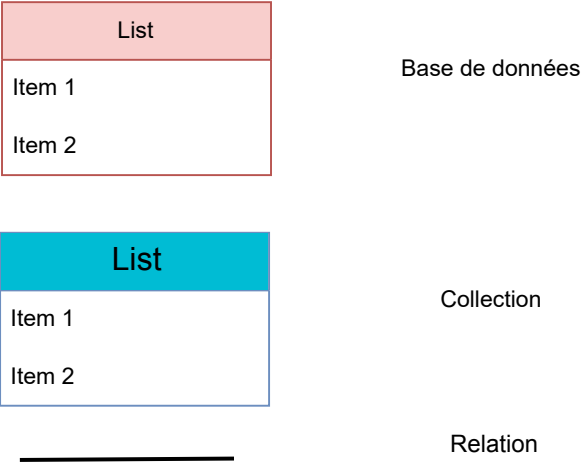 List
Base de données
Item 1
Item 2
List
Collection
Item 1
Item 2
Relation